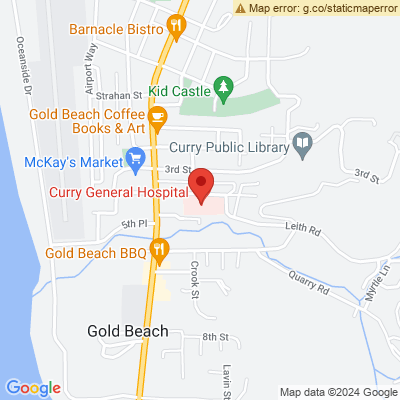 Map error: g.co/staticmaperror
Barnacle Bistro
Oceanside Dr
Airport Way
Strahan St
Kid Castle
Gold Beach Coffee
Books & Art
Curry Public Library
McKay's Market
3rd St
3rd St
Curry General Hospital
5th Pl
Leith Rd
Gold Beach BBQ
Crook St
Quarry Rd
Myrtle Ln
Gold Beach
8th St
Lavin St
Google
Map data ©2024 Google